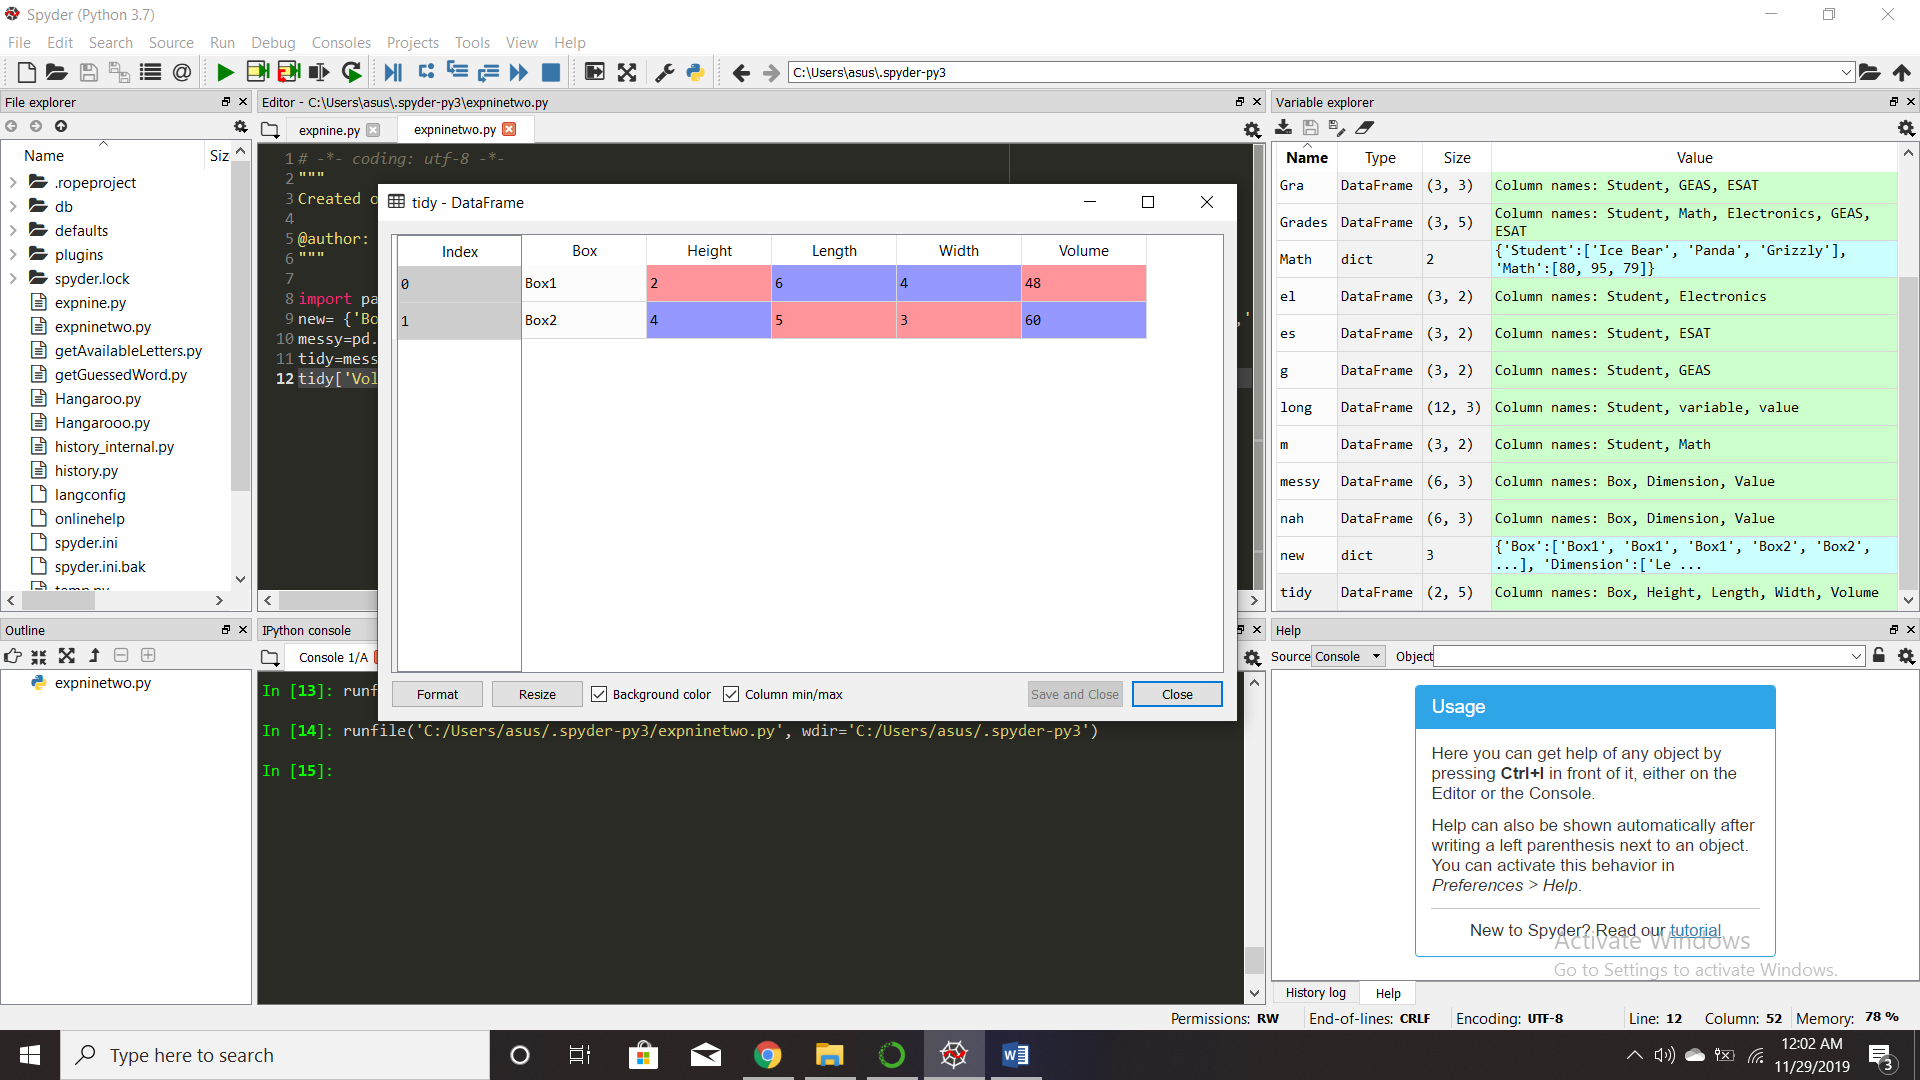 Spyder (Python 3.7)
File Edit Search Source Run Debug Consoles Projects Tools View Help
C:\Users\asus\.spyder-py3
File explorer
Name Siz
.ropeproject
db
defaults
plugins
spyder.lock
expnine.py
expninetwo.py
getAvailableLetters.py
getGuessedWord.py
Hangaroo.py
Hangarooo.py
history_internal.py
history.py
langconfig
onlinehelp
spyder.ini
spyder.ini.bak
Outline
expninetwo.py
Editor - C:\Users\asus\.spyder-py3\expninetwo.py
expnine.py expninetwo.py
1 # -*- coding: utf-8 -*-
2 """
3 Created o
4
5 @author:
6 """
7
8 import pa
9 new= {'Bo ,'
10 messy=pd.
11 tidy=mess
12 tidy['Vol
tidy - DataFrame
Index Box Height Length Width Volume
0 Box1 2 6 4 48
1 Box2 4 5 3 60
Format Resize Background color Column min/max Save and Close Close
IPython console
Console 1/A
In [13]: runf
In [14]: runfile('C:/Users/asus/.spyder-py3/expninetwo.py', wdir='C:/Users/asus/.spyder-py3')
In [15]:
Variable explorer
Name Type Size Value
Gra DataFrame (3, 3) Column names: Student, GEAS, ESAT
Grades DataFrame (3, 5) Column names: Student, Math, Electronics, GEAS,
ESAT
Math dict 2 {'Student':['Ice Bear', 'Panda', 'Grizzly'],
'Math':[80, 95, 79]}
el DataFrame (3, 2) Column names: Student, Electronics
es DataFrame (3, 2) Column names: Student, ESAT
g DataFrame (3, 2) Column names: Student, GEAS
long DataFrame (12, 3) Column names: Student, variable, value
m DataFrame (3, 2) Column names: Student, Math
messy DataFrame (6, 3) Column names: Box, Dimension, Value
nah DataFrame (6, 3) Column names: Box, Dimension, Value
new dict 3 {'Box':['Box1', 'Box1', 'Box1', 'Box2', 'Box2',
...], 'Dimension':['Le ...
tidy DataFrame (2, 5) Column names: Box, Height, Length, Width, Volume
Help
Source Console Object
Usage
Here you can get help of any object by
pressing Ctrl+I in front of it, either on the
Editor or the Console.
Help can also be shown automatically after
writing a left parenthesis next to an object.
You can activate this behavior in
Preferences > Help.
New to Spyder? Read our tutorial
Activate Windows
Go to Settings to activate Windows.
History log Help
Permissions: RW End-of-lines: CRLF Encoding: UTF-8 Line: 12 Column: 52 Memory: 78 %
Type here to search
12:02 AM
11/29/2019
3